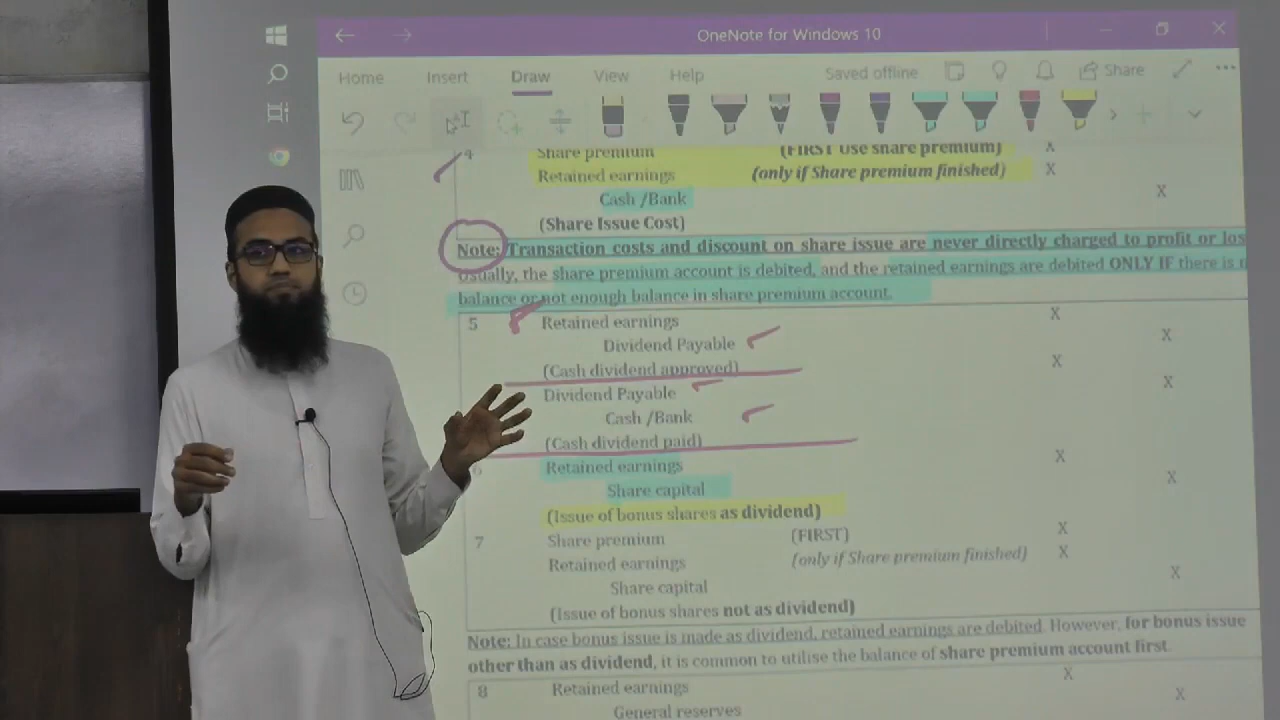 OneNote for Windows 10
Home Insert Draw View Help Saved offline Share
4 Share premium (FIRST Use share premium) X
Retained earnings (only if Share premium finished) X
Cash /Bank X
(Share Issue Cost)
Note: Transaction costs and discount on share issue are never directly charged to profit or los
usually, the share premium account is debited, and the retained earnings are debited ONLY IF there is
balance or not enough balance in share premium account.
5 Retained earnings X
Dividend Payable X
(Cash dividend approved)
Dividend Payable X
Cash /Bank X
(Cash dividend paid)
6 Retained earnings X
Share capital X
(Issue of bonus shares as dividend)
7 Share premium (FIRST) X
Retained earnings (only if Share premium finished) X
Share capital X
(Issue of bonus shares not as dividend)
Note: In case bonus issue is made as dividend, retained earnings are debited. However, for bonus issue
other than as dividend, it is common to utilise the balance of share premium account first.
8 Retained earnings X
General reserves X